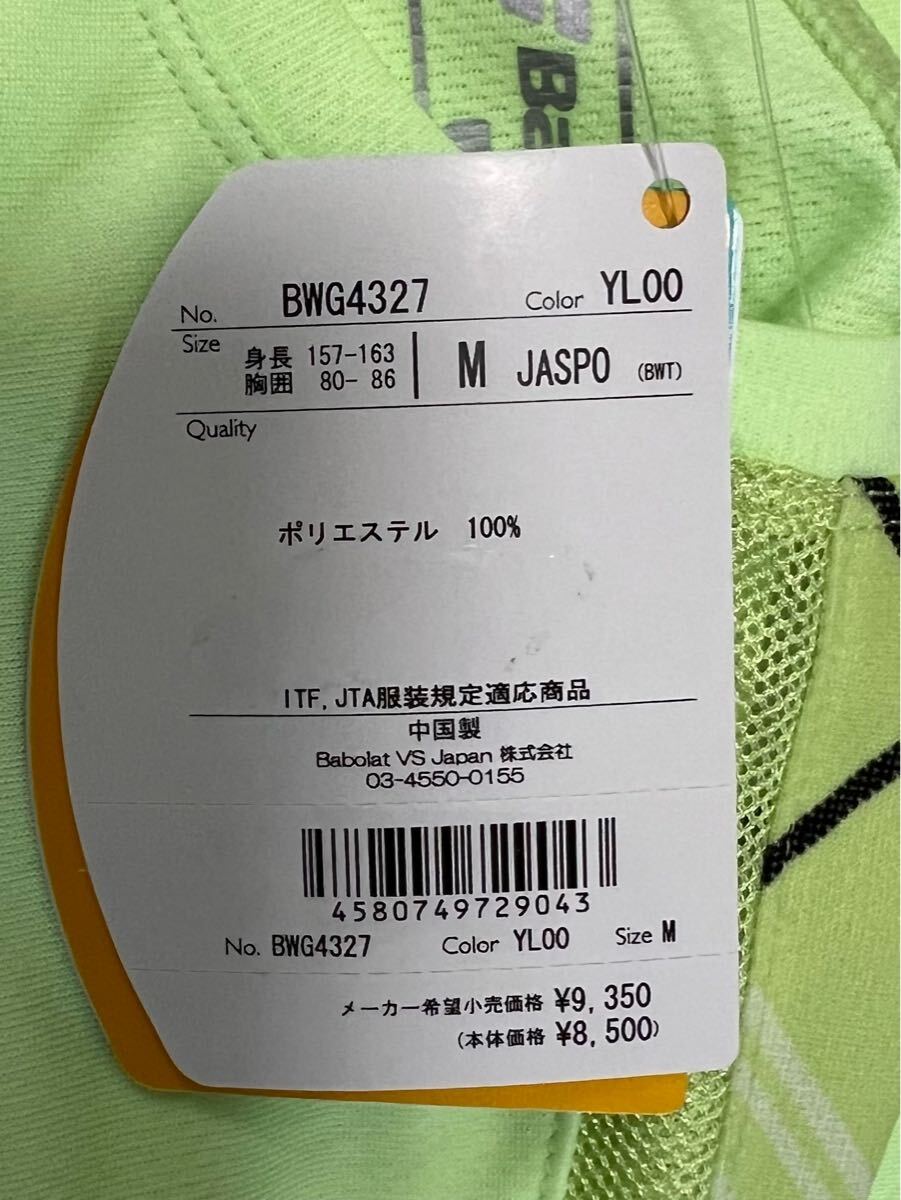 Ba
No. BWG4327 Color YL00
Size 身長 157-163 M JASPO (BWT)
胸囲 80- 86
Quality
ポリエステル 100%
ITF, JTA服装規定適応商品
中国製
Babolat VS Japan 株式会社
03-4550-0155
4580749729043
No. BWG4327 Color YL00 Size M
メーカー希望小売価格 ¥9,350
(本体価格 ¥8,500)